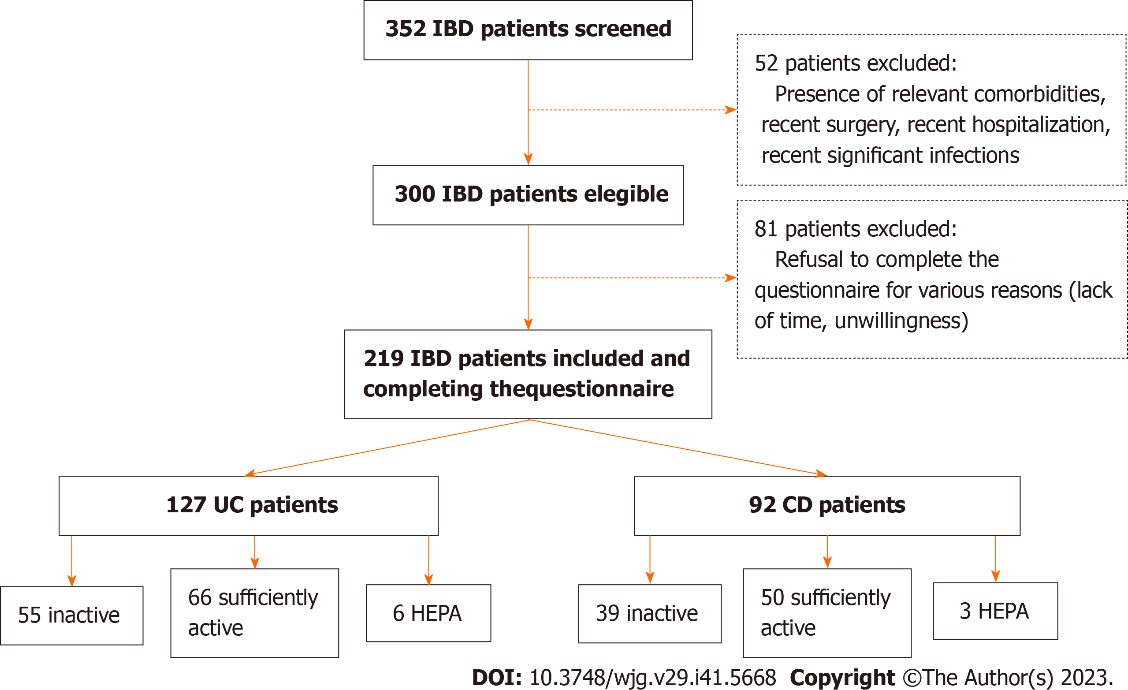 352 IBD patients screened
52 patients excluded:
Presence of relevant comorbidities,
recent surgery, recent hospitalization,
recent significant infections
300 IBD patients elegible
81 patients excluded:
Refusal to complete the
questionnaire for various reasons (lack
of time, unwillingness)
219 IBD patients included and
completing thequestionnaire
127 UC patients
92 CD patients
55 inactive
66 sufficiently
active
6 HEPA
39 inactive
50 sufficiently
active
3 HEPA
DOI: 10.3748/wjg.v29.i41.5668 Copyright ©The Author(s) 2023.